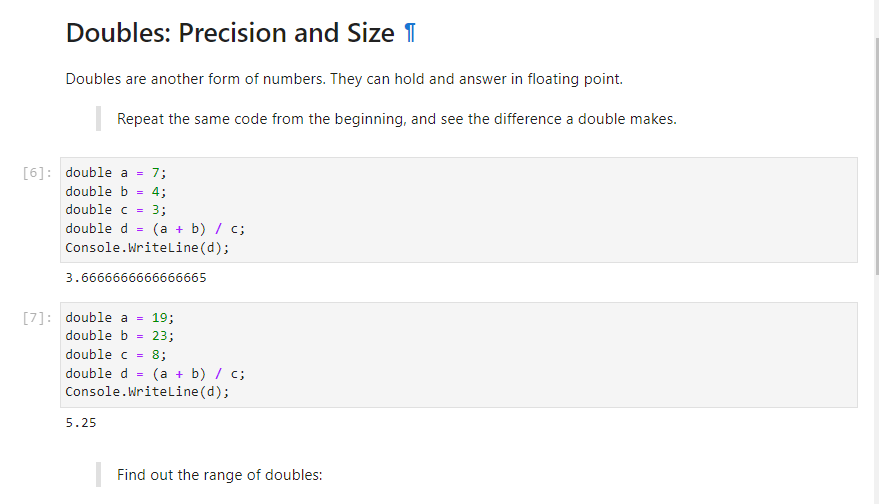 Doubles: Precision and Size ¶
Doubles are another form of numbers. They can hold and answer in floating point.
Repeat the same code from the beginning, and see the difference a double makes.
[6]: double a = 7;
double b = 4;
double c = 3;
double d = (a + b) / c;
Console.WriteLine(d);
3.6666666666666665
[7]: double a = 19;
double b = 23;
double c = 8;
double d = (a + b) / c;
Console.WriteLine(d);
5.25
Find out the range of doubles: